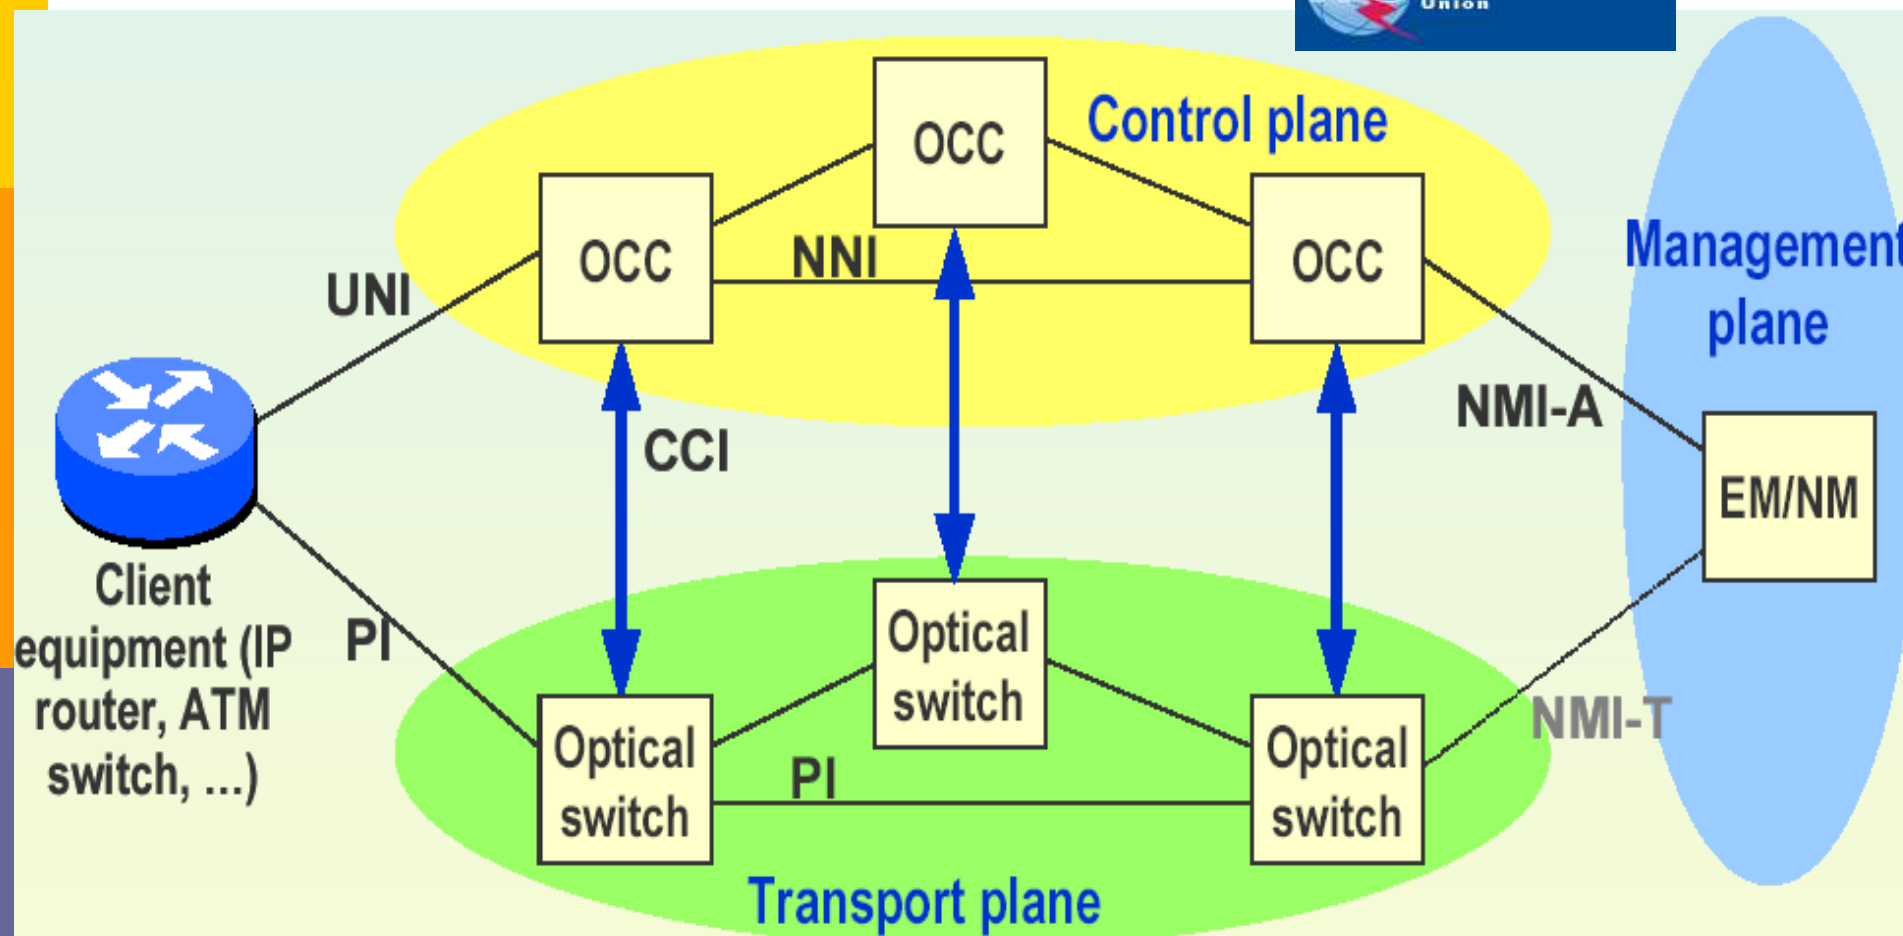 Union
OCC
Control plane
OCC
NNI
OCC
UNI
Management
plane
CCI
NMI-A
EM/NM
Client
equipment (IP
router, ATM
switch, ...)
PI
Optical
switch
Optical
switch
PI
Optical
switch
NMI-T
Transport plane